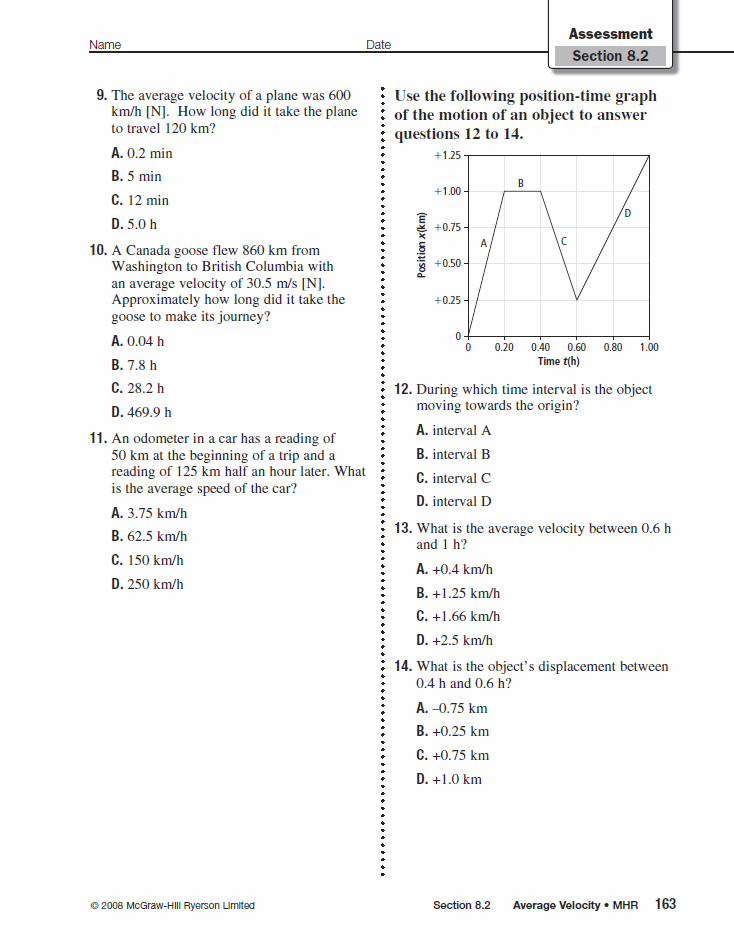 Name
Date
Assessment
Section 8.2
9. The average velocity of a plane was 600
km/h [N]. How long did it take the plane
to travel 120 km?
A. 0.2 min
B. 5 min
C. 12 min
D. 5.0 h
10. A Canada goose flew 860 km from
Washington to British Columbia with
an average velocity of 30.5 m/s [N].
Approximately how long did it take the
goose to make its journey?
A. 0.04 h
B. 7.8 h
C. 28.2 h
D. 469.9 h
11. An odometer in a car has a reading of
50 km at the beginning of a trip and a
reading of 125 km half an hour later. What
is the average speed of the car?
A. 3.75 km/h
B. 62.5 km/h
C. 150 km/h
D. 250 km/h
Use the following position-time graph
of the motion of an object to answer
questions 12 to 14.
+1.25
+1.00
+0.75
+0.50
+0.25
0
Position x(km)
A
B
C
D
0 0.20 0.40 0.60 0.80 1.00
Time t(h)
12. During which time interval is the object
moving towards the origin?
A. interval A
B. interval B
C. interval C
D. interval D
13. What is the average velocity between 0.6 h
and 1 h?
A. +0.4 km/h
B. +1.25 km/h
C. +1.66 km/h
D. +2.5 km/h
14. What is the object's displacement between
0.4 h and 0.6 h?
A. –0.75 km
B. +0.25 km
C. +0.75 km
D. +1.0 km
© 2008 McGraw-Hill Ryerson Limited
Section 8.2 Average Velocity • MHR 163